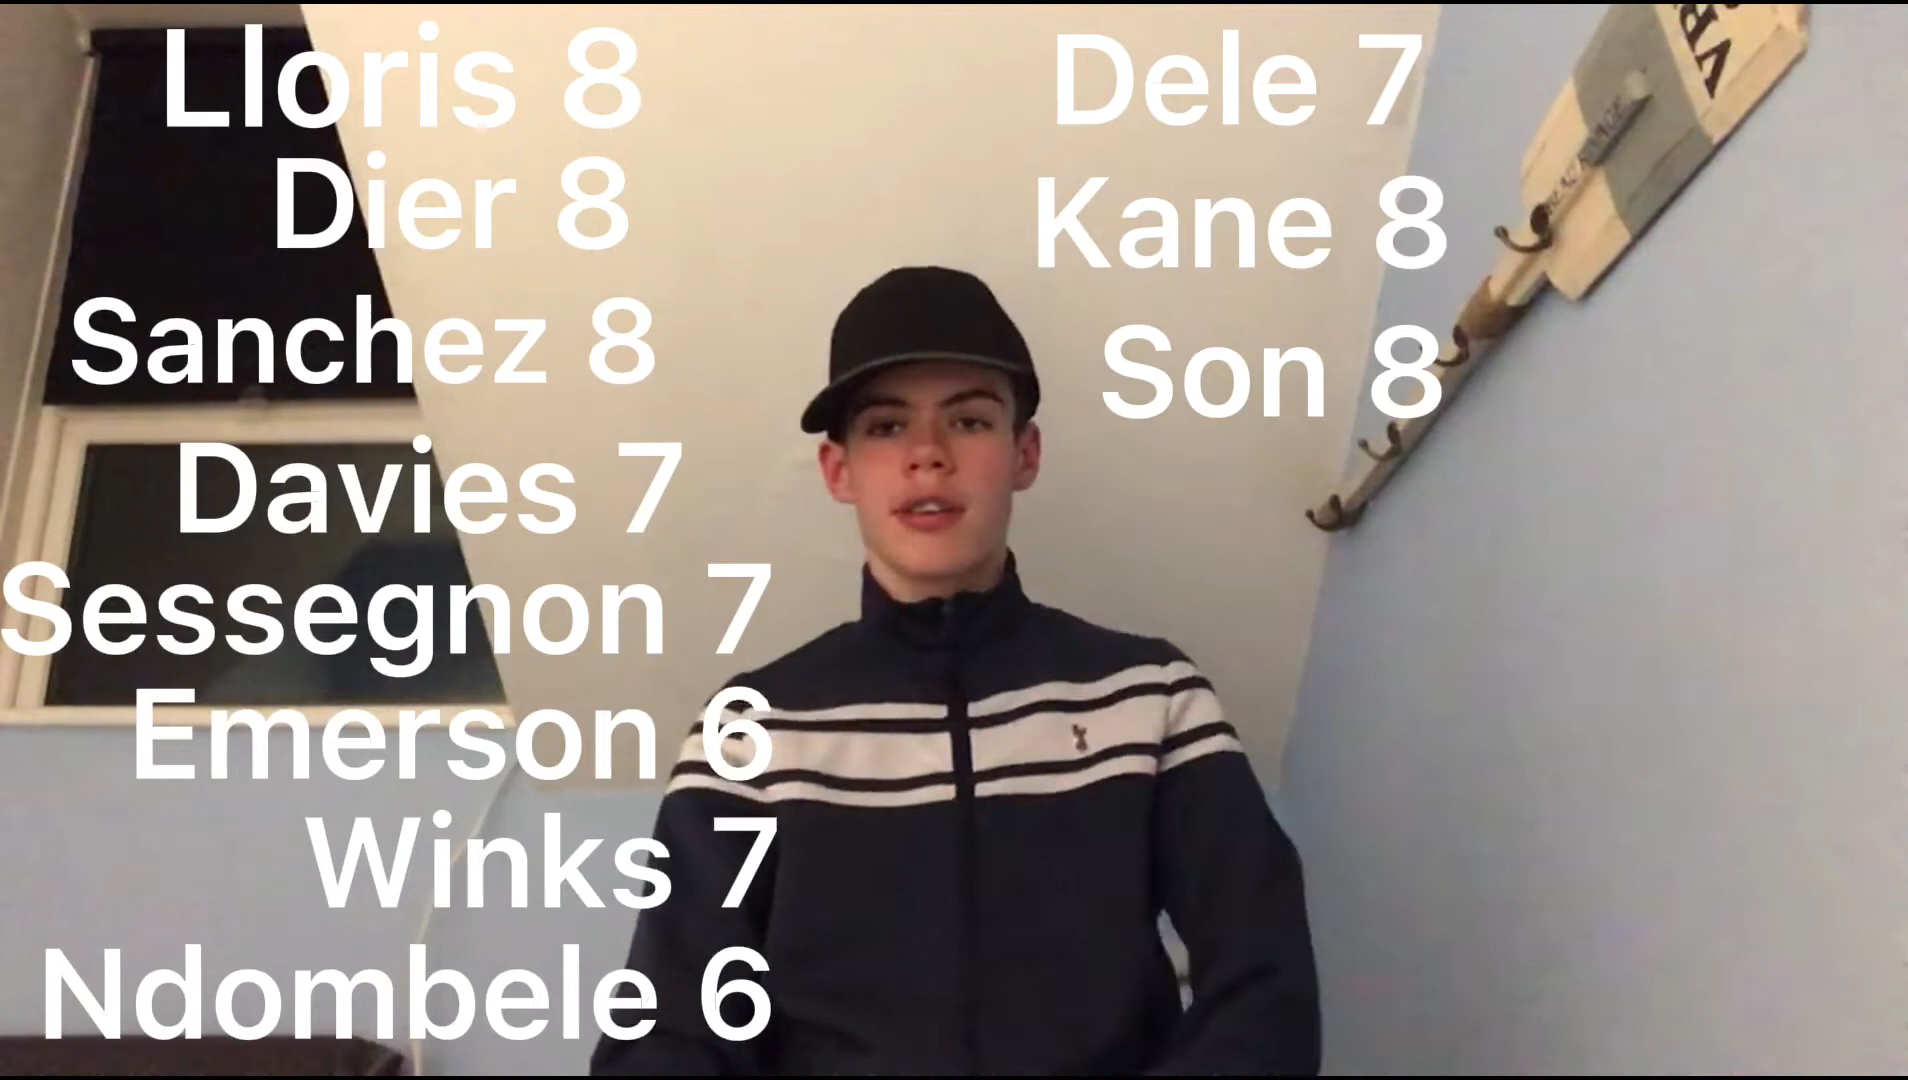 Lloris 8
Dier 8
Sanchez 8
Davies 7
Sessegnon 7
Emerson 6
Winks 7
Ndombele 6
Dele 7
Kane 8
Son 8